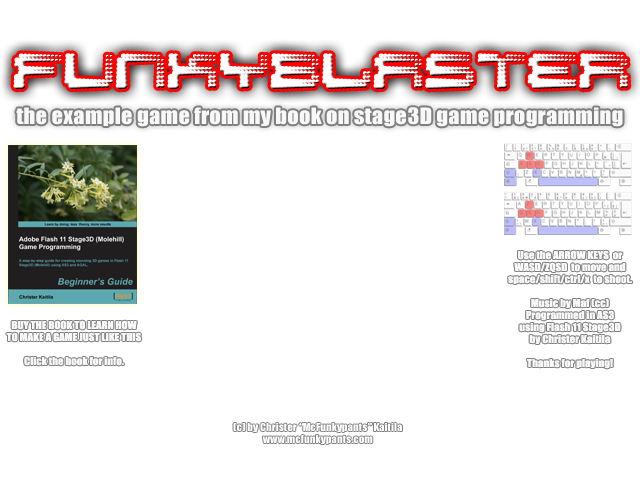 FUNKYBLASTER
the example game from my book on stage3D game programming
Learn by doing: less theory, more results
Adobe Flash 11 Stage3D (Molehill)
Game Programming
A step-by-step guide for creating stunning 3D games in Flash 11
Stage3D (Molehill) using AS3 and AGAL.
Beginner's Guide
Christer Kaitila
BUY THE BOOK TO LEARN HOW
TO MAKE A GAME JUST LIKE THIS
Click the book for info.
Use the ARROW KEYS or
WASD/ZQSD to move and
space/shift/ctrl/x to shoot.
Music by Maf (cc)
Programmed in AS3
using Flash 11 Stage3D
by Christer Kaitila
Thanks for playing!
(c) by Christer "McFunkypants" Kaitila
www.mcfunkypants.com